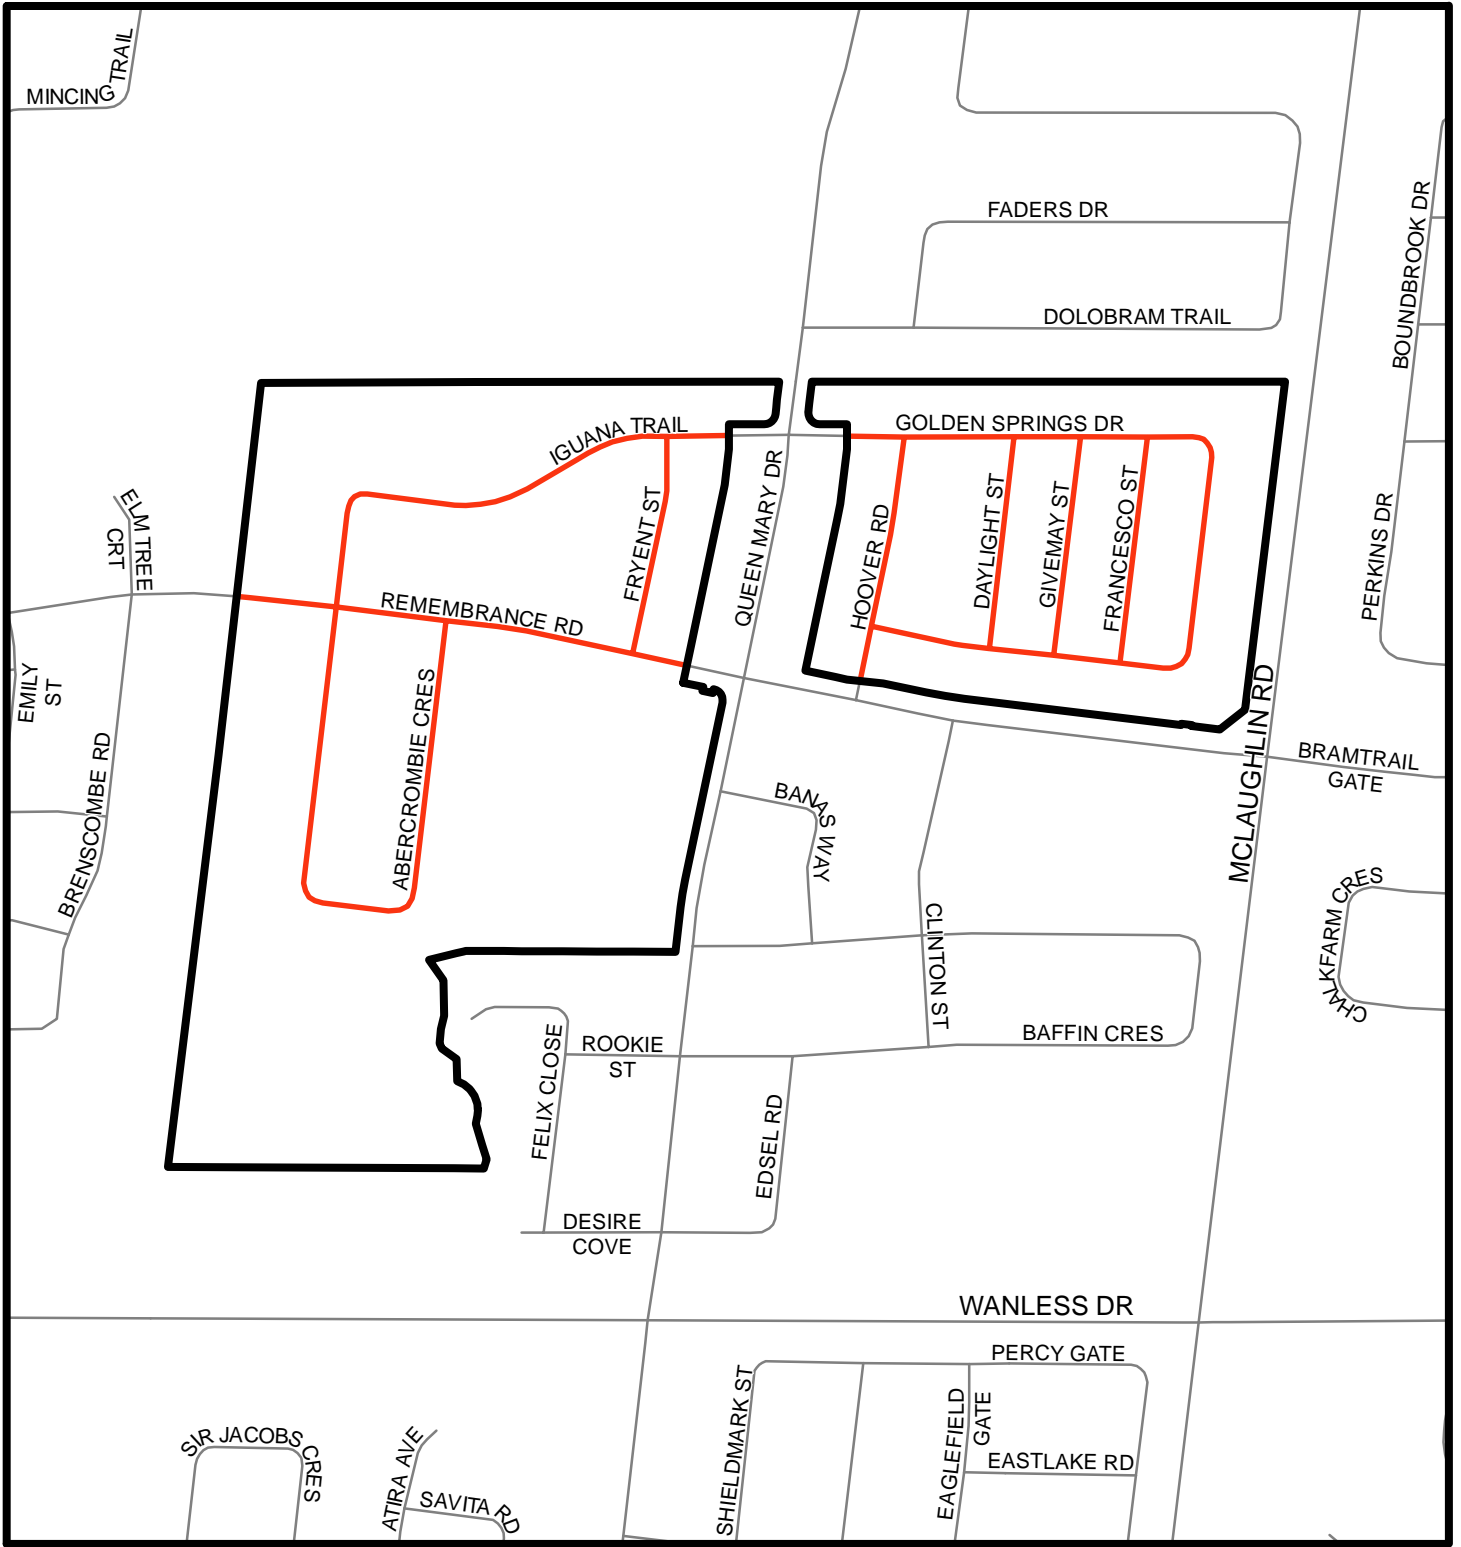 MINCING TRAIL
FADERS DR
BOUNDBROOK DR
DOLOBRAM TRAIL
IGUANA TRAIL
GOLDEN SPRINGS DR
QUEEN MARY DR
FRYENT ST
HOOVER RD
DAYLIGHT ST
GIVEMAY ST
FRANCESCO ST
PERKINS DR
ELM TREE
CRT
REMEMBRANCE RD
EMILY
ST
ABERCROMBIE CRES
MCLAUGHLIN RD
BRAMTRAIL
GATE
BRENSCOMBE RD
BANAS WAY
CHALKFARM CRES
CLINTON ST
FELIX CLOSE
ROOKIE
ST
BAFFIN CRES
EDSEL RD
DESIRE
COVE
WANLESS DR
PERCY GATE
SHIELDMARK ST
EAGLEFIELD
GATE
EASTLAKE RD
SIR JACOBS CRES
ATIRA AVE
SAVITA RD